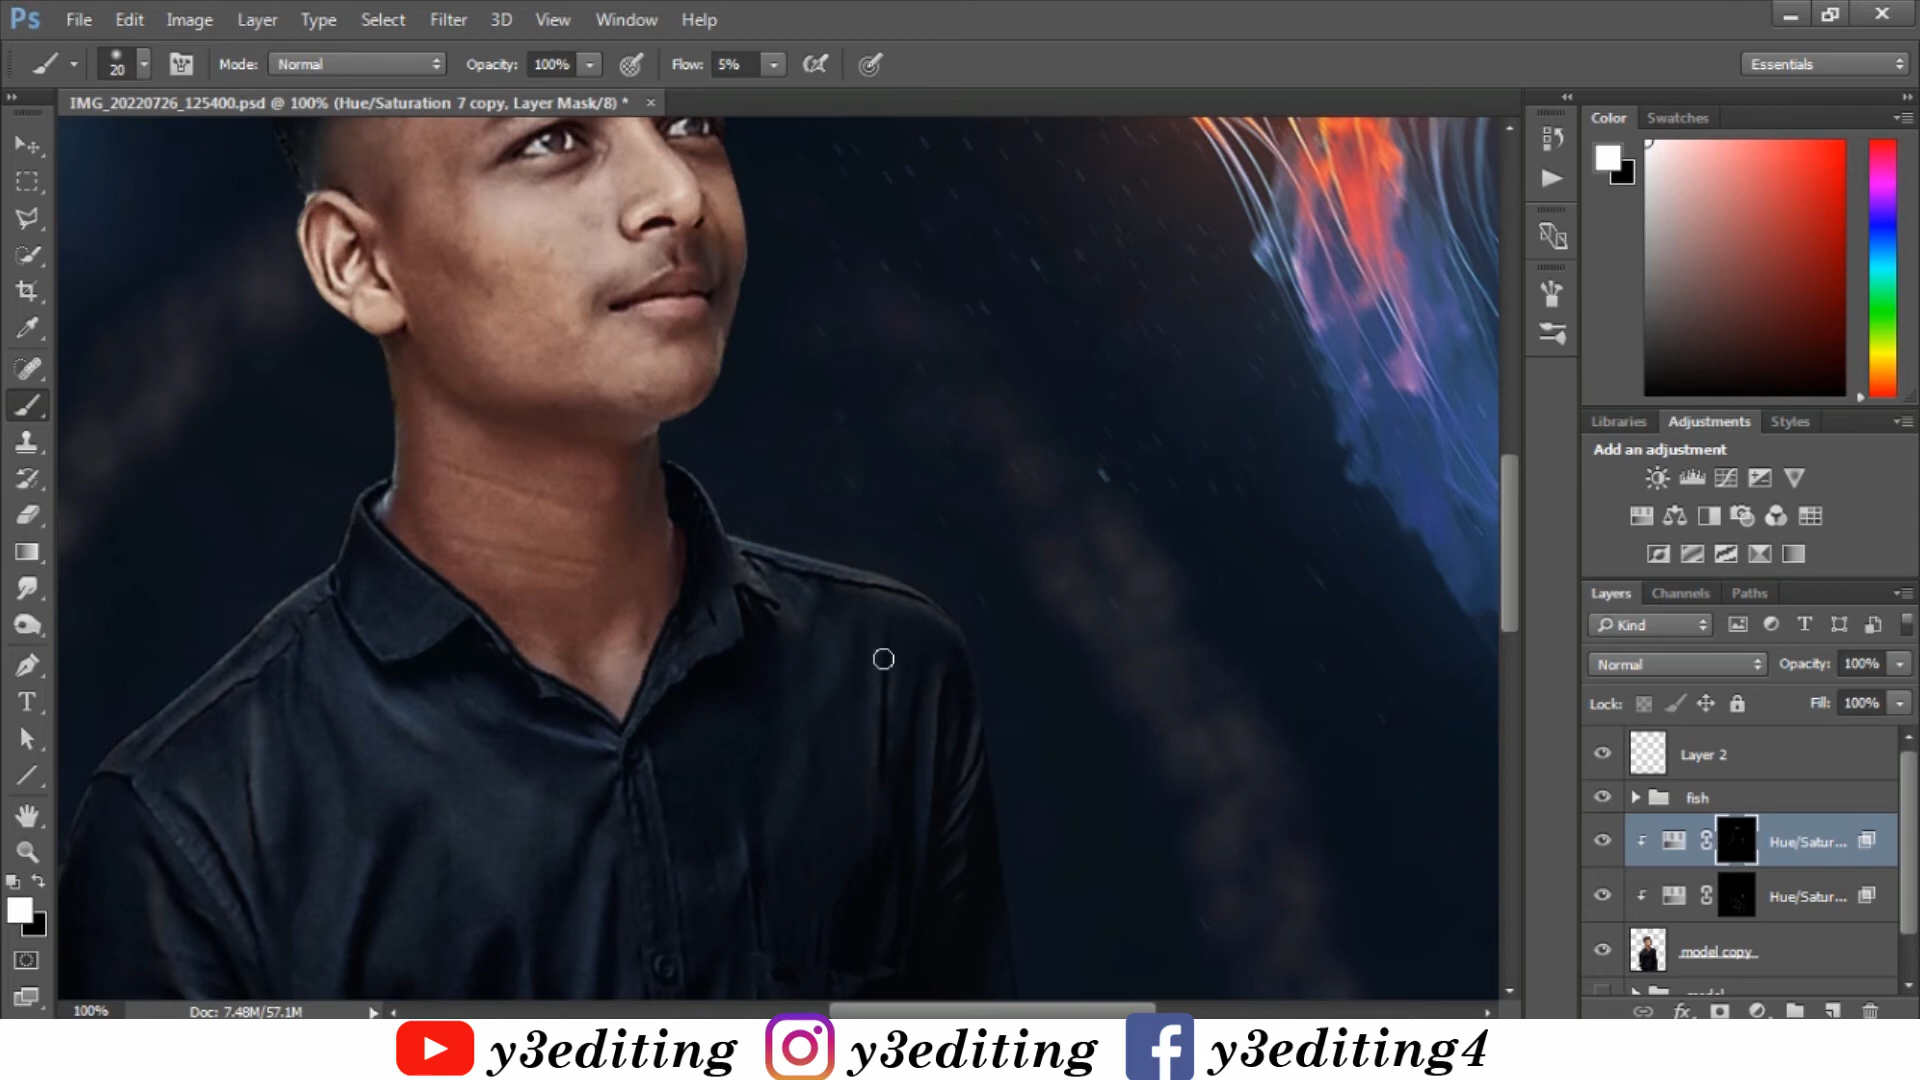 Ps File Edit Image Layer Type Select Filter 3D View Window Help
20 Mode: Normal Opacity: 100% Flow: 5% Essentials
IMG_20220726_125400.psd @ 100% (Hue/Saturation 7 copy, Layer Mask/8) * ×
Color Swatches
Libraries Adjustments Styles
Add an adjustment
Layers Channels Paths
Kind
Normal Opacity: 100%
Lock: Fill: 100%
Layer 2
fish
Hue/Satur...
Hue/Satur...
model copy
model
100% Doc: 7.48M/57.1M
y3editing y3editing y3editing4